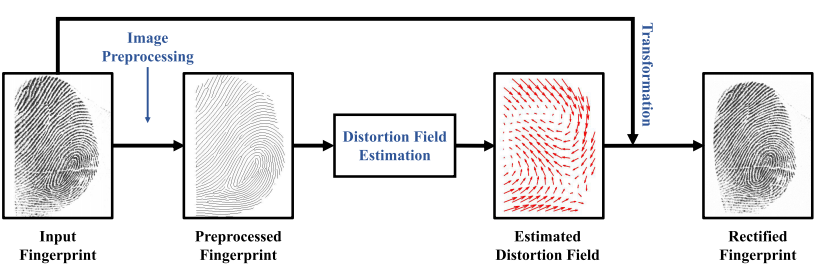 Image
Preprocessing
Transformation
Distortion Field
Estimation
Input
Fingerprint
Preprocessed
Fingerprint
Estimated
Distortion Field
Rectified
Fingerprint